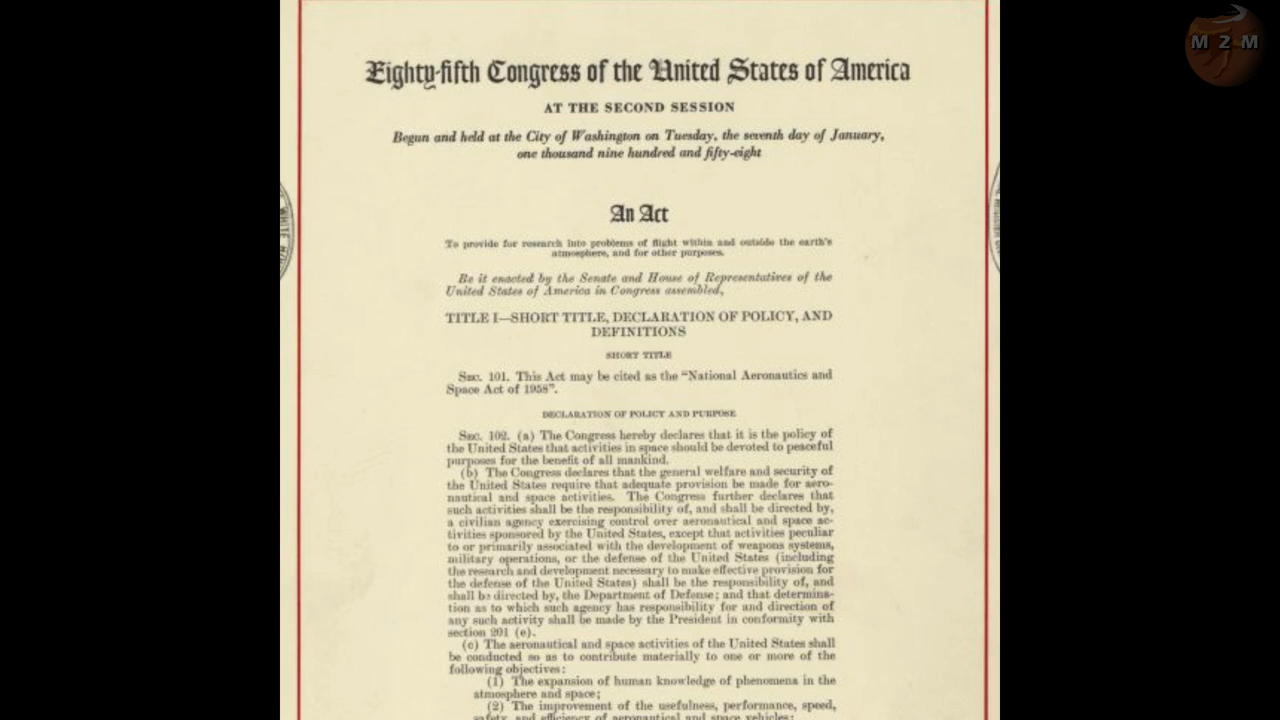 M 2 M
Eighty-fifth Congress of the United States of America
AT THE SECOND SESSION
Begun and held at the City of Washington on Tuesday, the seventh day of January,
one thousand nine hundred and fifty-eight
An Act
To provide for research into problems of flight within and outside the earth's
atmosphere, and for other purposes.
Be it enacted by the Senate and House of Representatives of the
United States of America in Congress assembled,
TITLE I—SHORT TITLE, DECLARATION OF POLICY, AND
DEFINITIONS
SHORT TITLE
SEC. 101. This Act may be cited as the “National Aeronautics and
Space Act of 1958”.
DECLARATION OF POLICY AND PURPOSE
SEC. 102. (a) The Congress hereby declares that it is the policy of
the United States that activities in space should be devoted to peaceful
purposes for the benefit of all mankind.
(b) The Congress declares that the general welfare and security of
the United States require that adequate provision be made for aero-
nautical and space activities. The Congress further declares that
such activities shall be the responsibility of, and shall be directed by,
a civilian agency exercising control over aeronautical and space ac-
tivities sponsored by the United States, except that activities peculiar
to or primarily associated with the development of weapons systems,
military operations, or the defense of the United States (including
the research and development necessary to make effective provision for
the defense of the United States) shall be the responsibility of, and
shall be directed by, the Department of Defense; and that determina-
tion as to which such agency has responsibility for and direction of
any such activity shall be made by the President in conformity with
section 201 (e).
(c) The aeronautical and space activities of the United States shall
be conducted so as to contribute materially to one or more of the
following objectives:
(1) The expansion of human knowledge of phenomena in the
atmosphere and space;
(2) The improvement of the usefulness, performance, speed,
safety, and efficiency of aeronautical and space vehicles;
WHITE